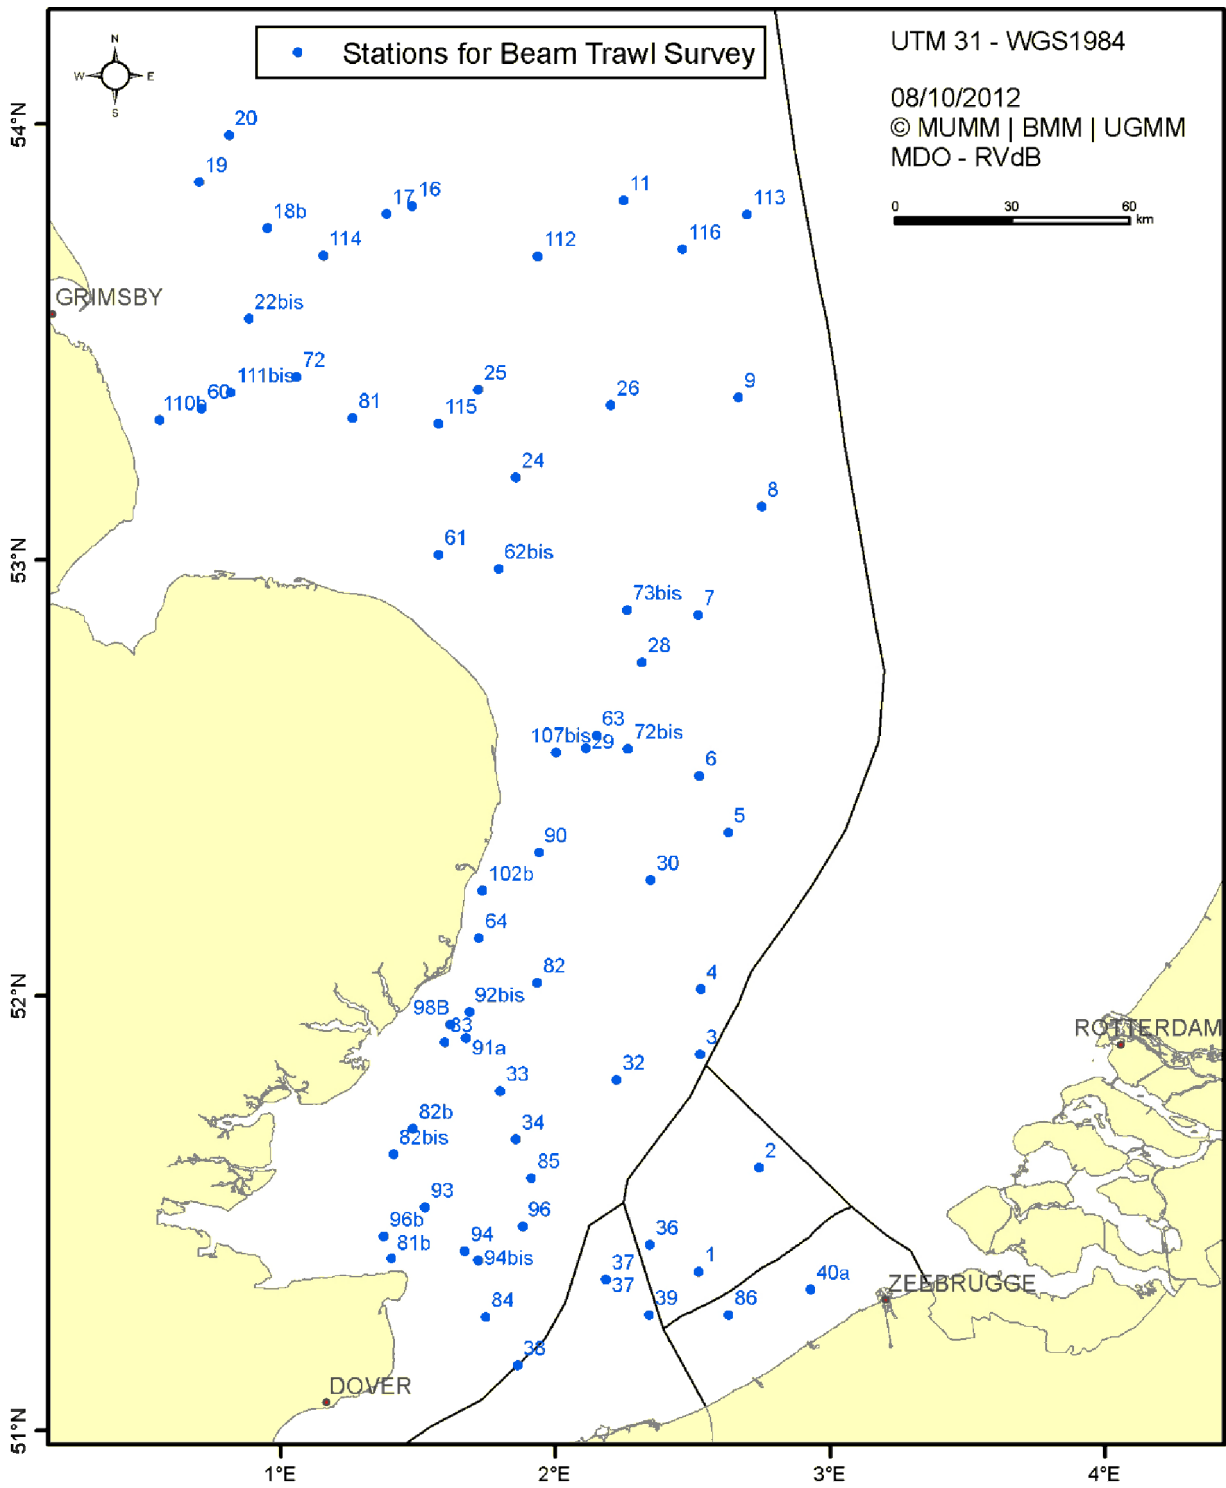 Stations for Beam Trawl Survey
UTM 31 - WGS1984
08/10/2012
© MUMM | BMM | UGMM
MDO - RVdB
0 30 60
km
N
W E
S
54°N
53°N
52°N
51°N
20
19
18b
17
16
11
113
114
112
116
GRIMSBY
22bis
72
111bis
60
110b
81
25
115
26
9
24
8
61
62bis
73bis
7
28
63
107bis
29
72bis
6
5
90
30
102b
64
82
4
92bis
98B
33
91a
3
ROTTERDAM
32
33
82b
34
82bis
2
85
93
96
96b
94
36
81b
94bis
37
37
1
40a
ZEEBRUGGE
84
39
86
38
DOVER
1°E
2°E
3°E
4°E